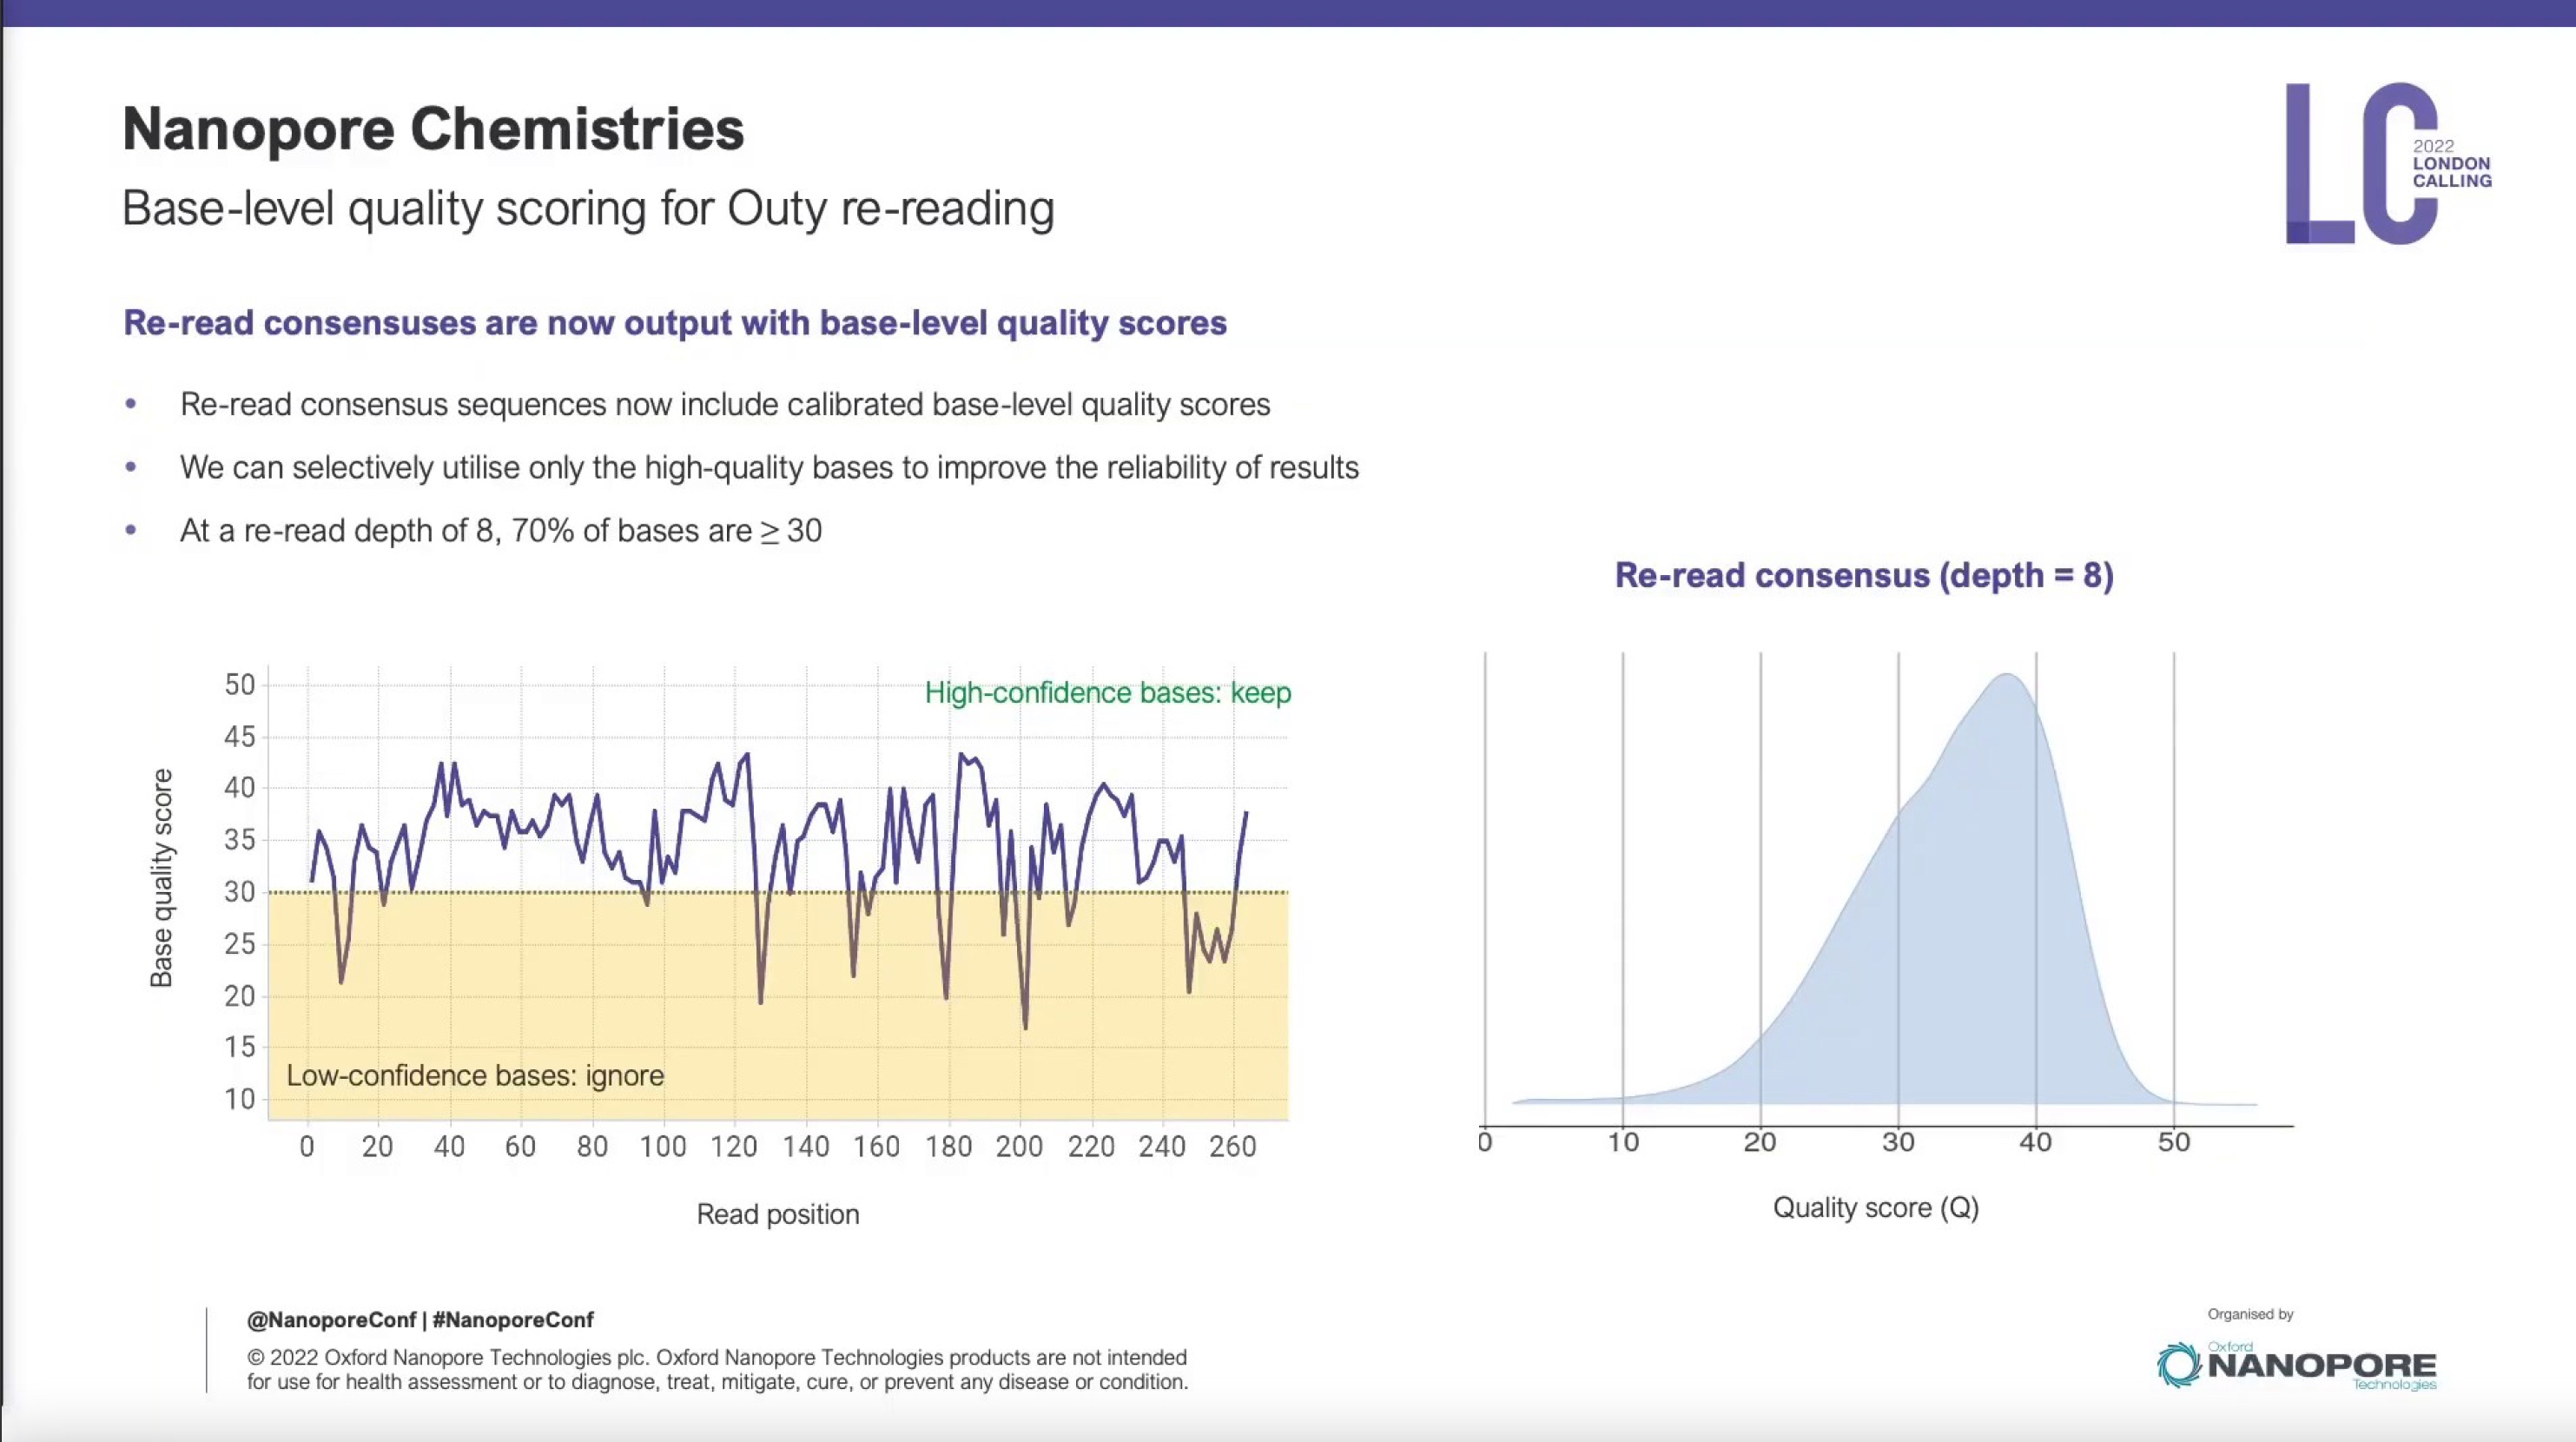 Nanopore Chemistries
Base-level quality scoring for Outy re-reading
LC
2022
LONDON
CALLING
Re-read consensuses are now output with base-level quality scores
• Re-read consensus sequences now include calibrated base-level quality scores
• We can selectively utilise only the high-quality bases to improve the reliability of results
• At a re-read depth of 8, 70% of bases are ≥ 30
Base quality score
50
45
40
35
30
25
20
15
10
High-confidence bases: keep
Low-confidence bases: ignore
0 20 40 60 80 100 120 140 160 180 200 220 240 260
Read position
Re-read consensus (depth = 8)
0 10 20 30 40 50
Quality score (Q)
@NanoporeConf | #NanoporeConf
© 2022 Oxford Nanopore Technologies plc. Oxford Nanopore Technologies products are not intended
for use for health assessment or to diagnose, treat, mitigate, cure, or prevent any disease or condition.
Organised by
Oxford
NANOPORE
Technologies